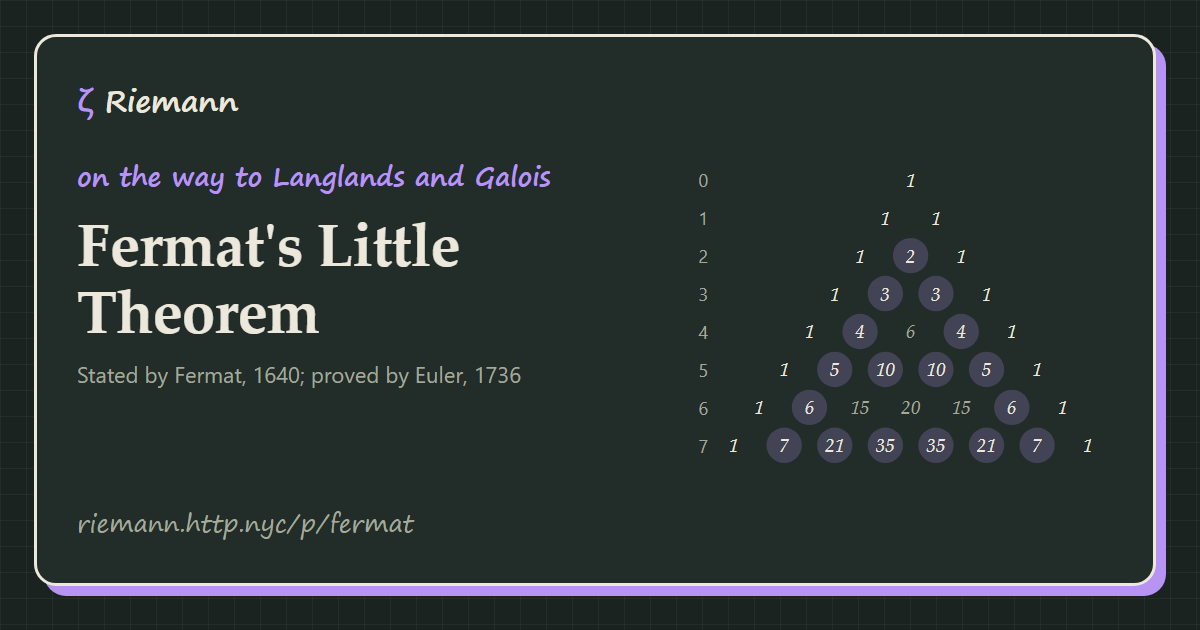 ζ Riemann
on the way to Langlands and Galois
Fermat's Little
Theorem
Stated by Fermat, 1640; proved by Euler, 1736
riemann.http.nyc/p/fermat
0 1
1 1 1
2 1 2 1
3 1 3 3 1
4 1 4 6 4 1
5 1 5 10 10 5 1
6 1 6 15 20 15 6 1
7 1 7 21 35 35 21 7 1